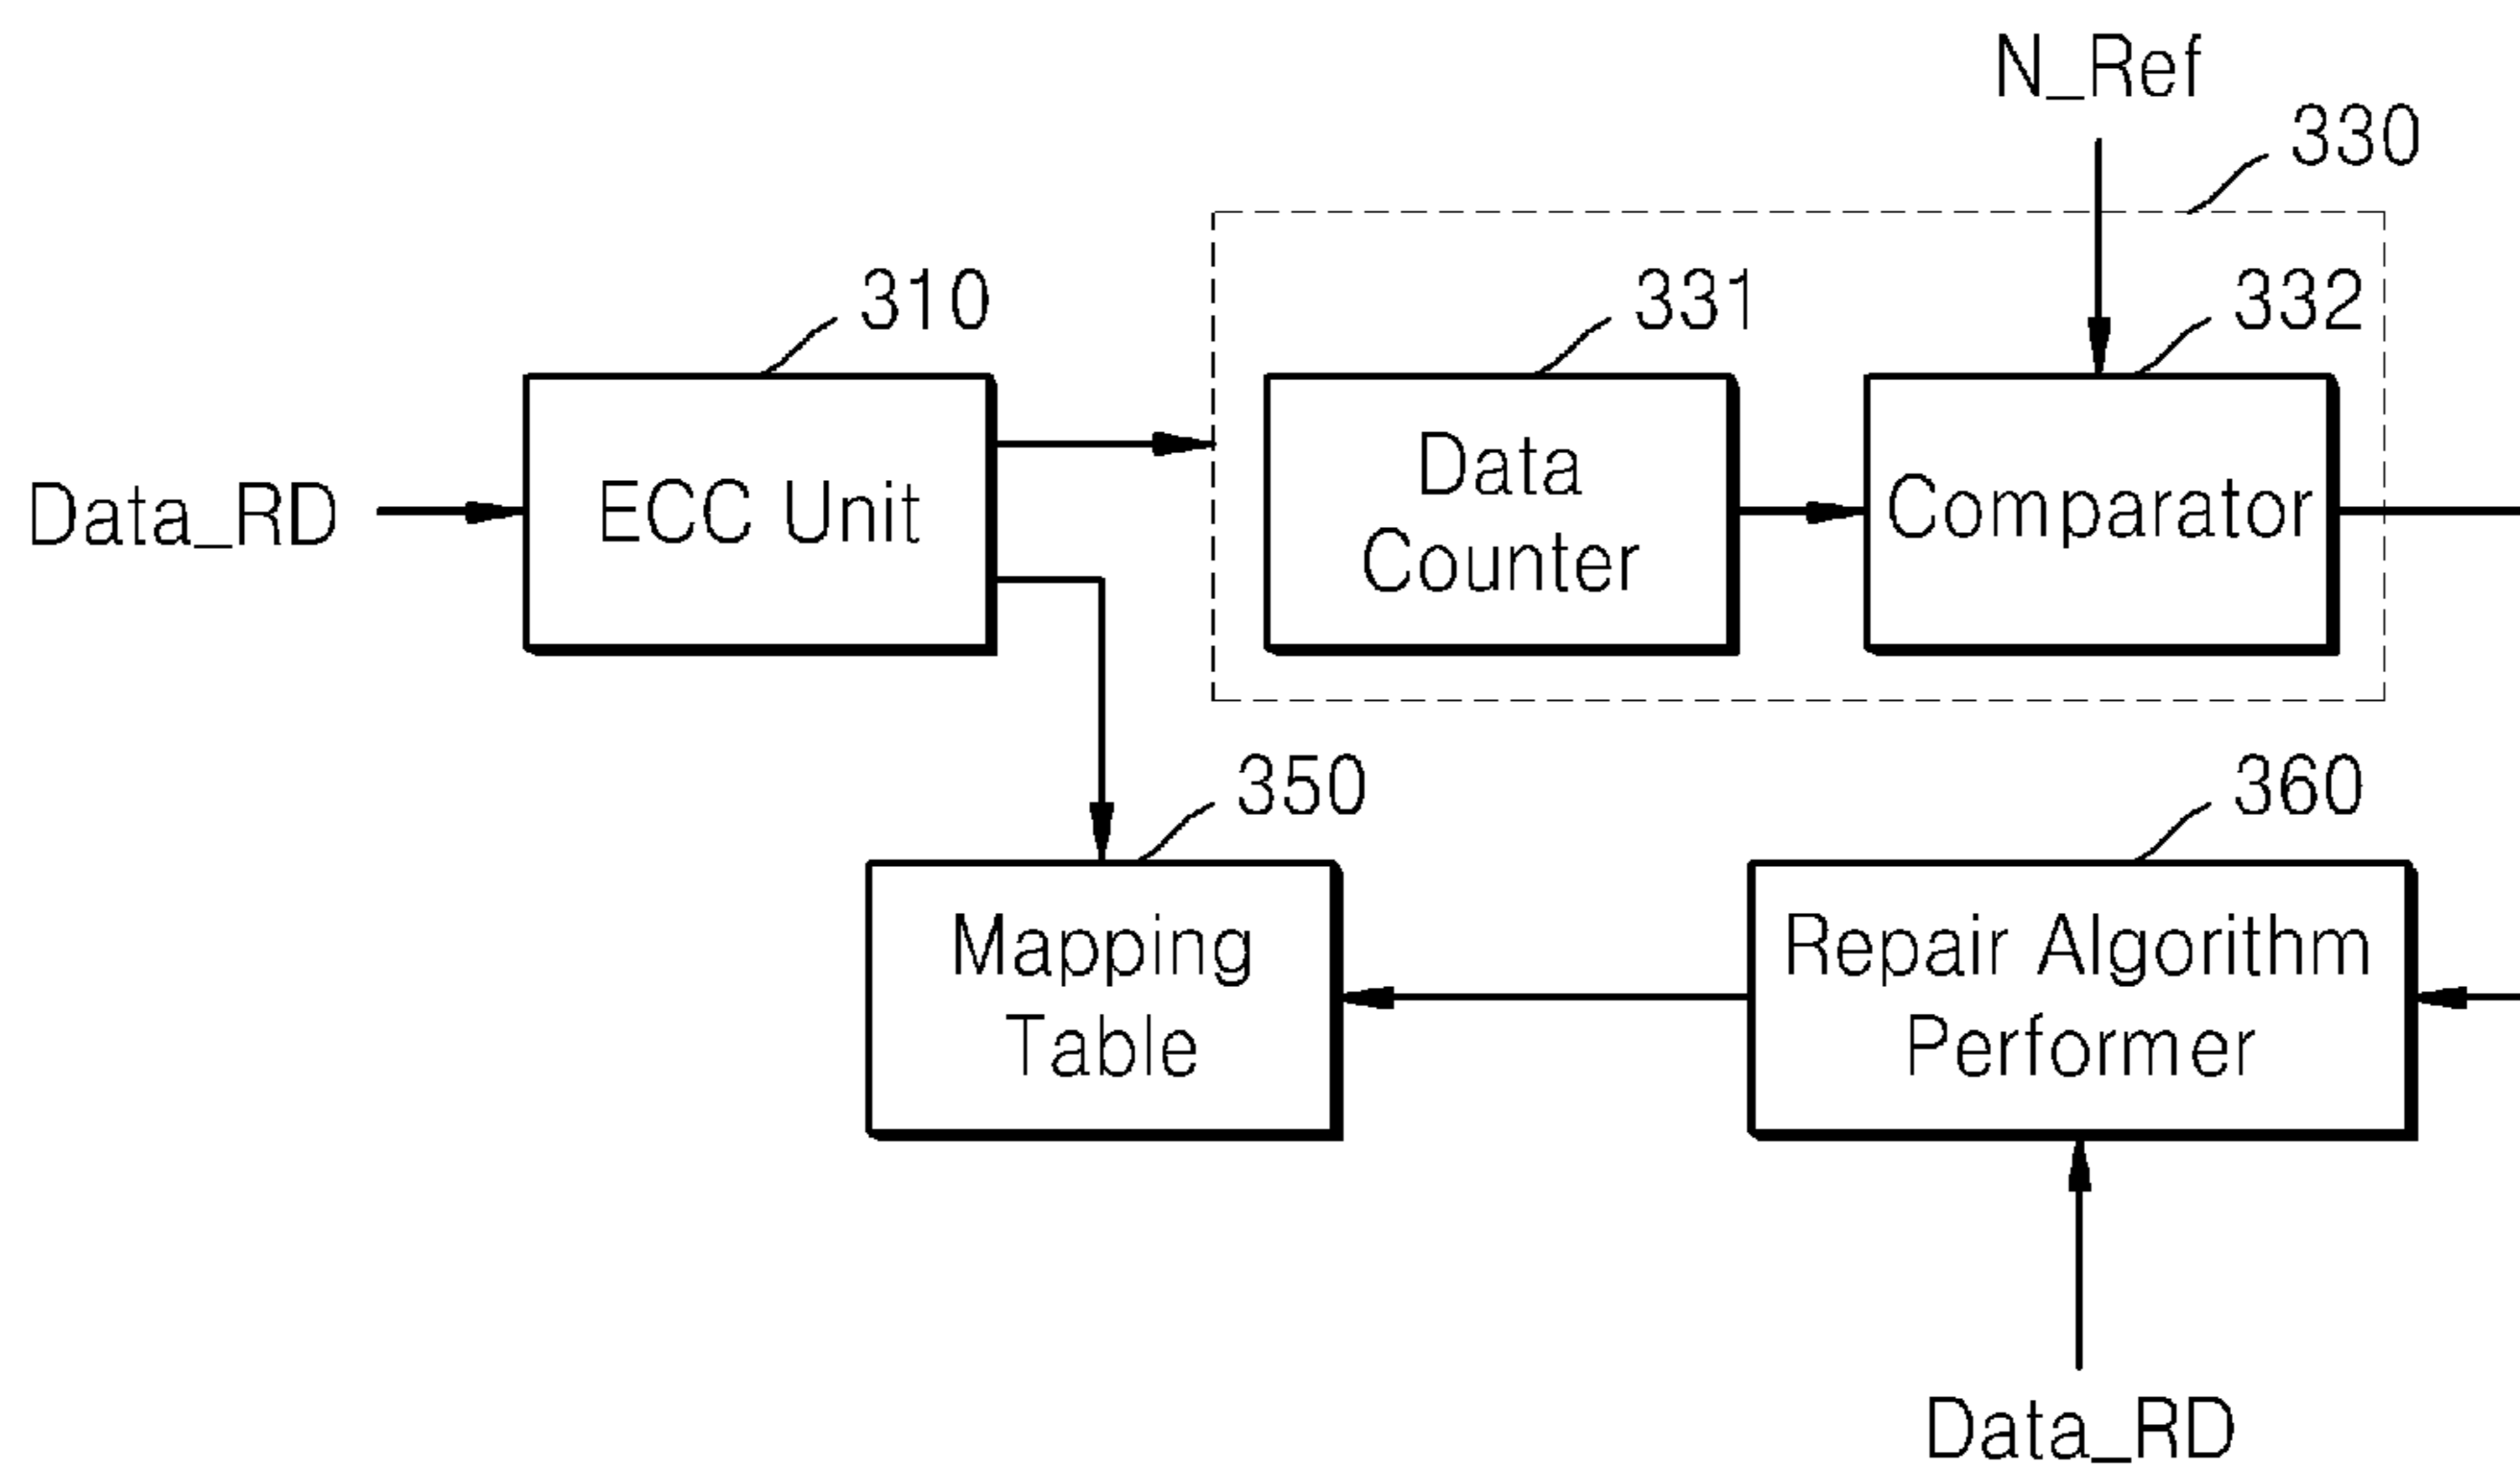 N_Ref
330
310
331
332
Data_RD
ECC Unit
Data
Counter
Comparator
350
360
Mapping
Table
Repair Algorithm
Performer
Data_RD